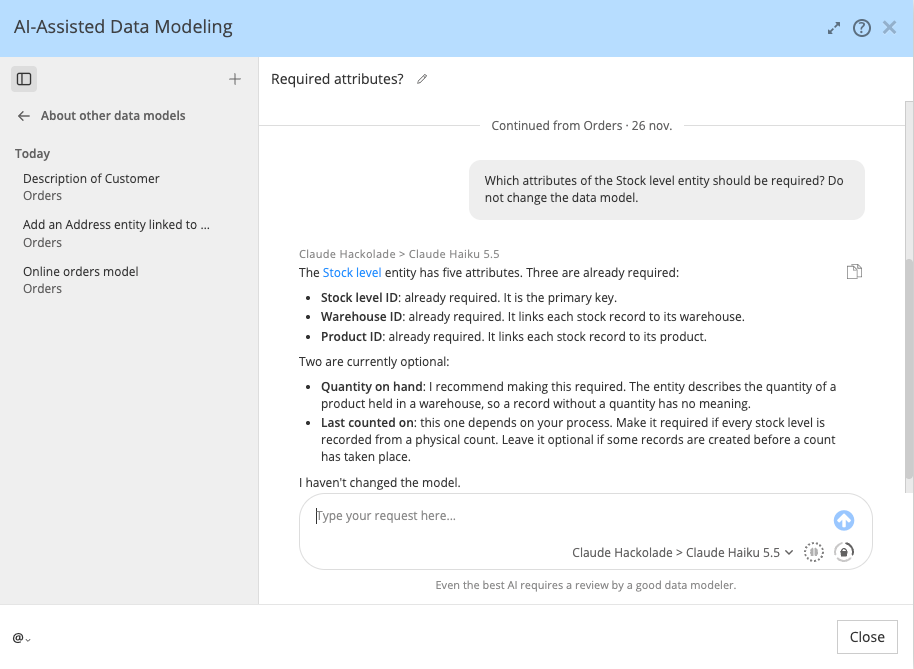 AI-Assisted Data Modeling
About other data models
Today
Description of Customer
Orders
Add an Address entity linked to ...
Orders
Online orders model
Orders
Required attributes?
Continued from Orders · 26 nov.
Which attributes of the Stock level entity should be required? Do
not change the data model.
Claude Hackolade > Claude Haiku 5.5
The Stock level entity has five attributes. Three are already required:
• Stock level ID: already required. It is the primary key.
• Warehouse ID: already required. It links each stock record to its warehouse.
• Product ID: already required. It links each stock record to its product.
Two are currently optional:
• Quantity on hand: I recommend making this required. The entity describes the quantity of a
product held in a warehouse, so a record without a quantity has no meaning.
• Last counted on: this one depends on your process. Make it required if every stock level is
recorded from a physical count. Leave it optional if some records are created before a count
has taken place.
I haven't changed the model.
Type your request here...
Claude Hackolade > Claude Haiku 5.5
Even the best AI requires a review by a good data modeler.
@
Close